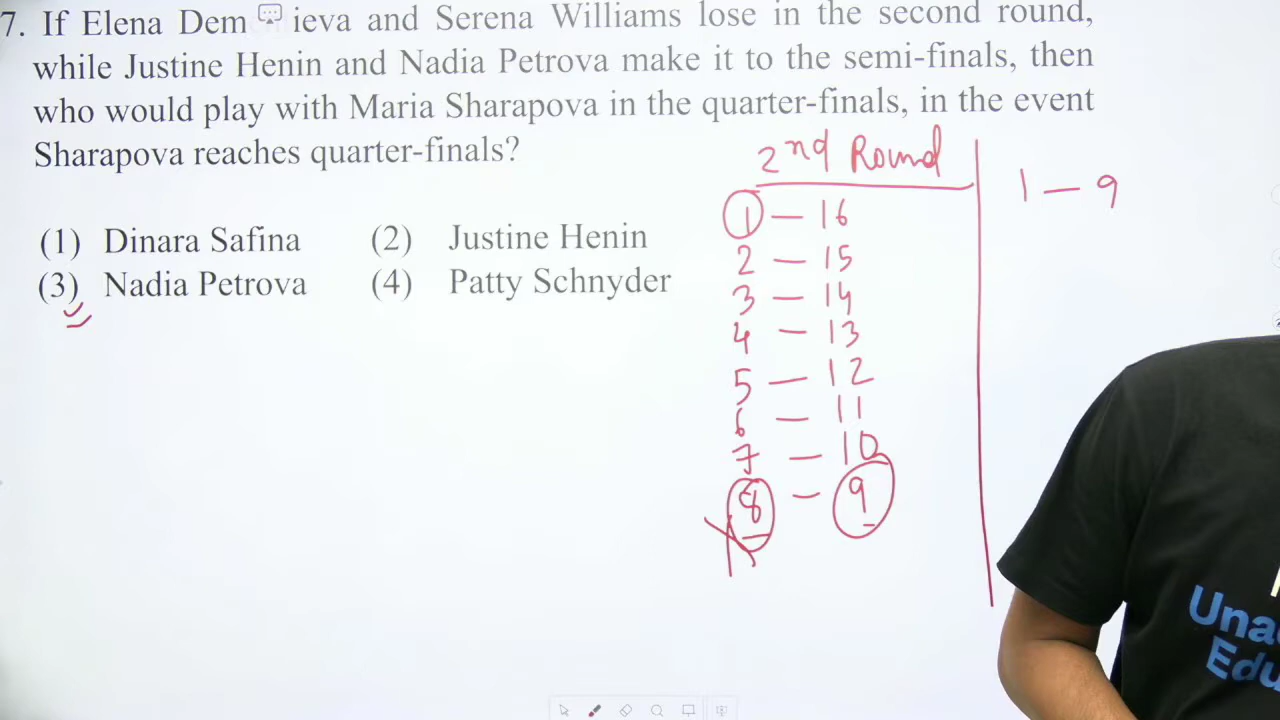 7. If Elena Dem ieva and Serena Williams lose in the second round,
while Justine Henin and Nadia Petrova make it to the semi-finals, then
who would play with Maria Sharapova in the quarter-finals, in the event
Sharapova reaches quarter-finals?
(1) Dinara Safina (2) Justine Henin
(3) Nadia Petrova (4) Patty Schnyder
2nd Round
1 — 16
2 — 15
3 — 14
4 — 13
5 — 12
6 — 11
7 — 10
8 — 9
1 — 9
Una
Edu